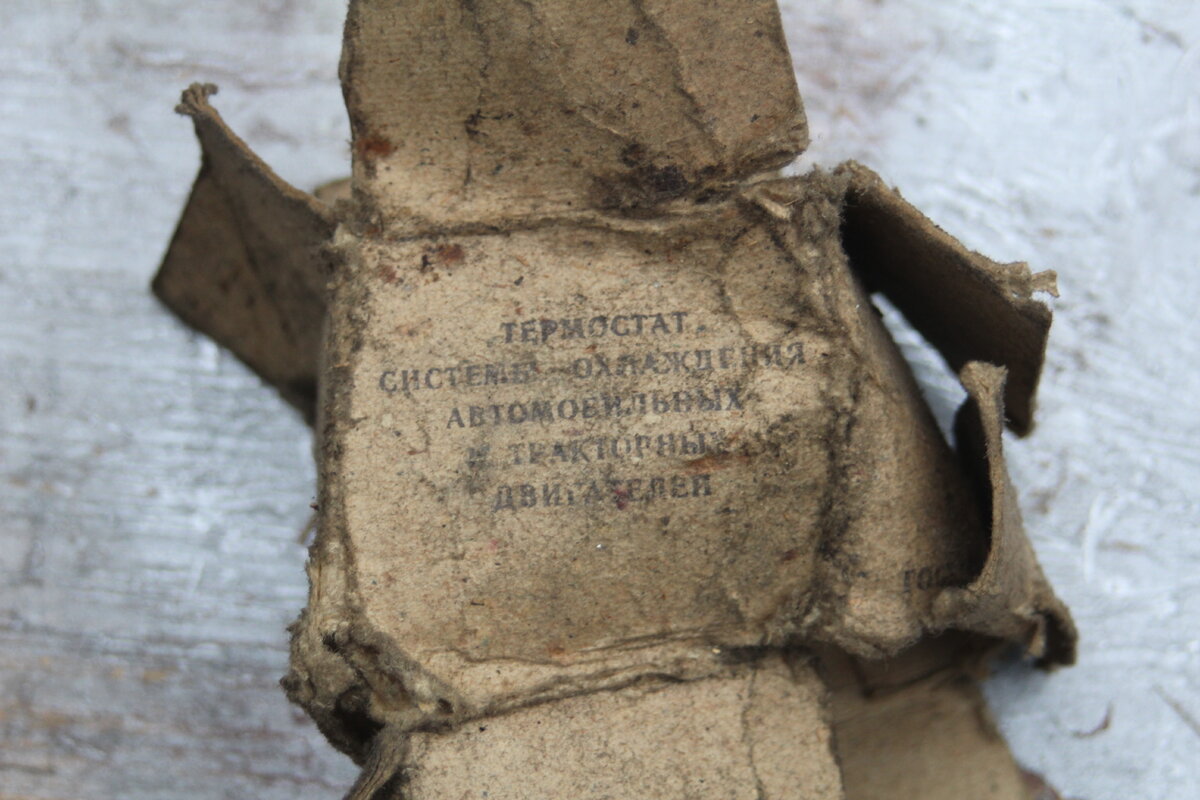 ТЕРМОСТАТ
СИСТЕМЫ ОХЛАЖДЕНИЯ
АВТОМОБИЛЬНЫХ
И ТРАКТОРНЫХ
ДВИГАТЕЛЕЙ